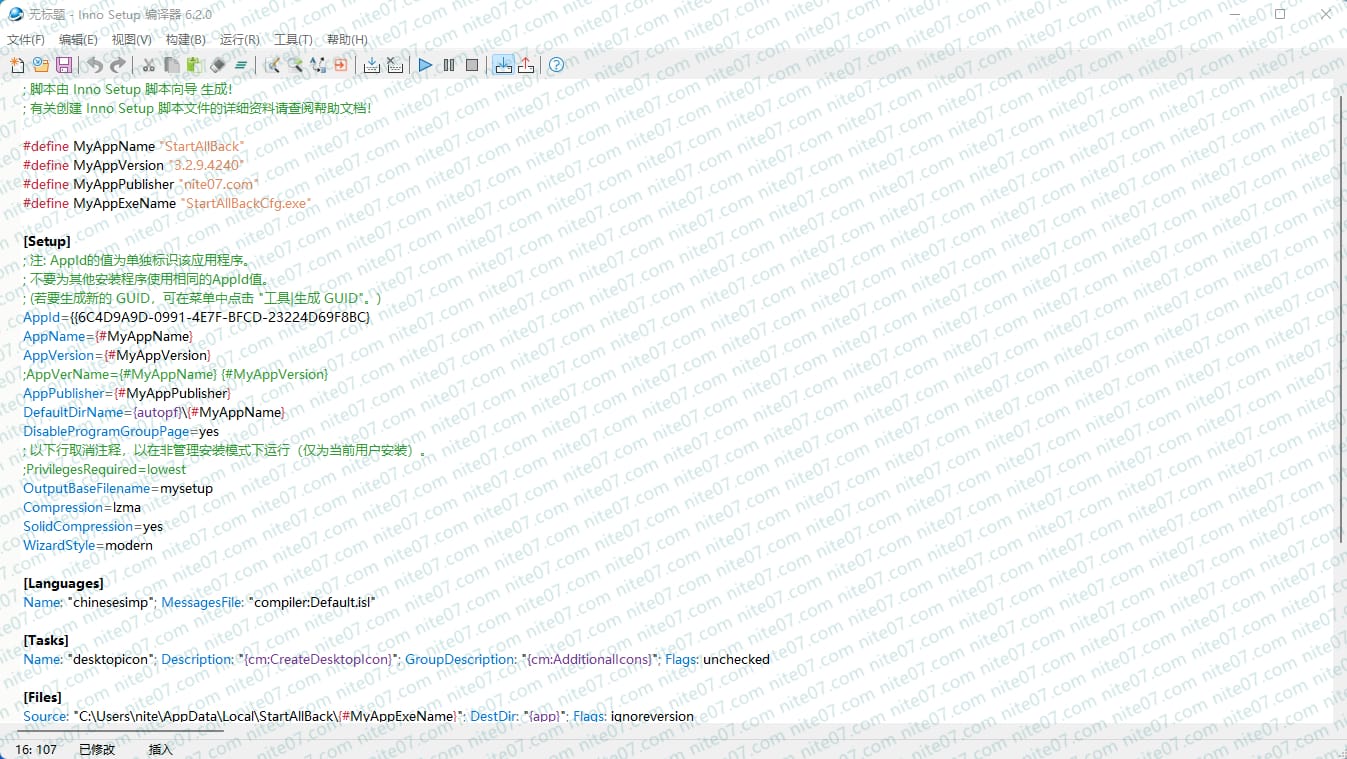 无标题 - Inno Setup 编译器 6.2.0
文件(F) 编辑(E) 视图(V) 构建(B) 运行(R) 工具(T) 帮助(H)
; 脚本由 Inno Setup 脚本向导 生成!
; 有关创建 Inno Setup 脚本文件的详细资料请查阅帮助文档!
#define MyAppName "StartAllBack"
#define MyAppVersion "3.2.9.4240"
#define MyAppPublisher "nite07.com"
#define MyAppExeName "StartAllBackCfg.exe"
[Setup]
; 注: AppId的值为单独标识该应用程序。
; 不要为其他安装程序使用相同的AppId值。
; (若要生成新的 GUID，可在菜单中点击 "工具|生成 GUID"。)
AppId={{6C4D9A9D-0991-4E7F-BFCD-23224D69F8BC}
AppName={#MyAppName}
AppVersion={#MyAppVersion}
;AppVerName={#MyAppName} {#MyAppVersion}
AppPublisher={#MyAppPublisher}
DefaultDirName={autopf}\{#MyAppName}
DisableProgramGroupPage=yes
; 以下行取消注释，以在非管理安装模式下运行（仅为当前用户安装）。
;PrivilegesRequired=lowest
OutputBaseFilename=mysetup
Compression=lzma
SolidCompression=yes
WizardStyle=modern
[Languages]
Name: "chinesesimp"; MessagesFile: "compiler:Default.isl"
[Tasks]
Name: "desktopicon"; Description: "{cm:CreateDesktopIcon}"; GroupDescription: "{cm:AdditionalIcons}"; Flags: unchecked
[Files]
Source: "C:\Users\nite\AppData\Local\StartAllBack\{#MyAppExeName}"; DestDir: "{app}"; Flags: ignoreversion
16: 107 已修改 插入
nite07.com